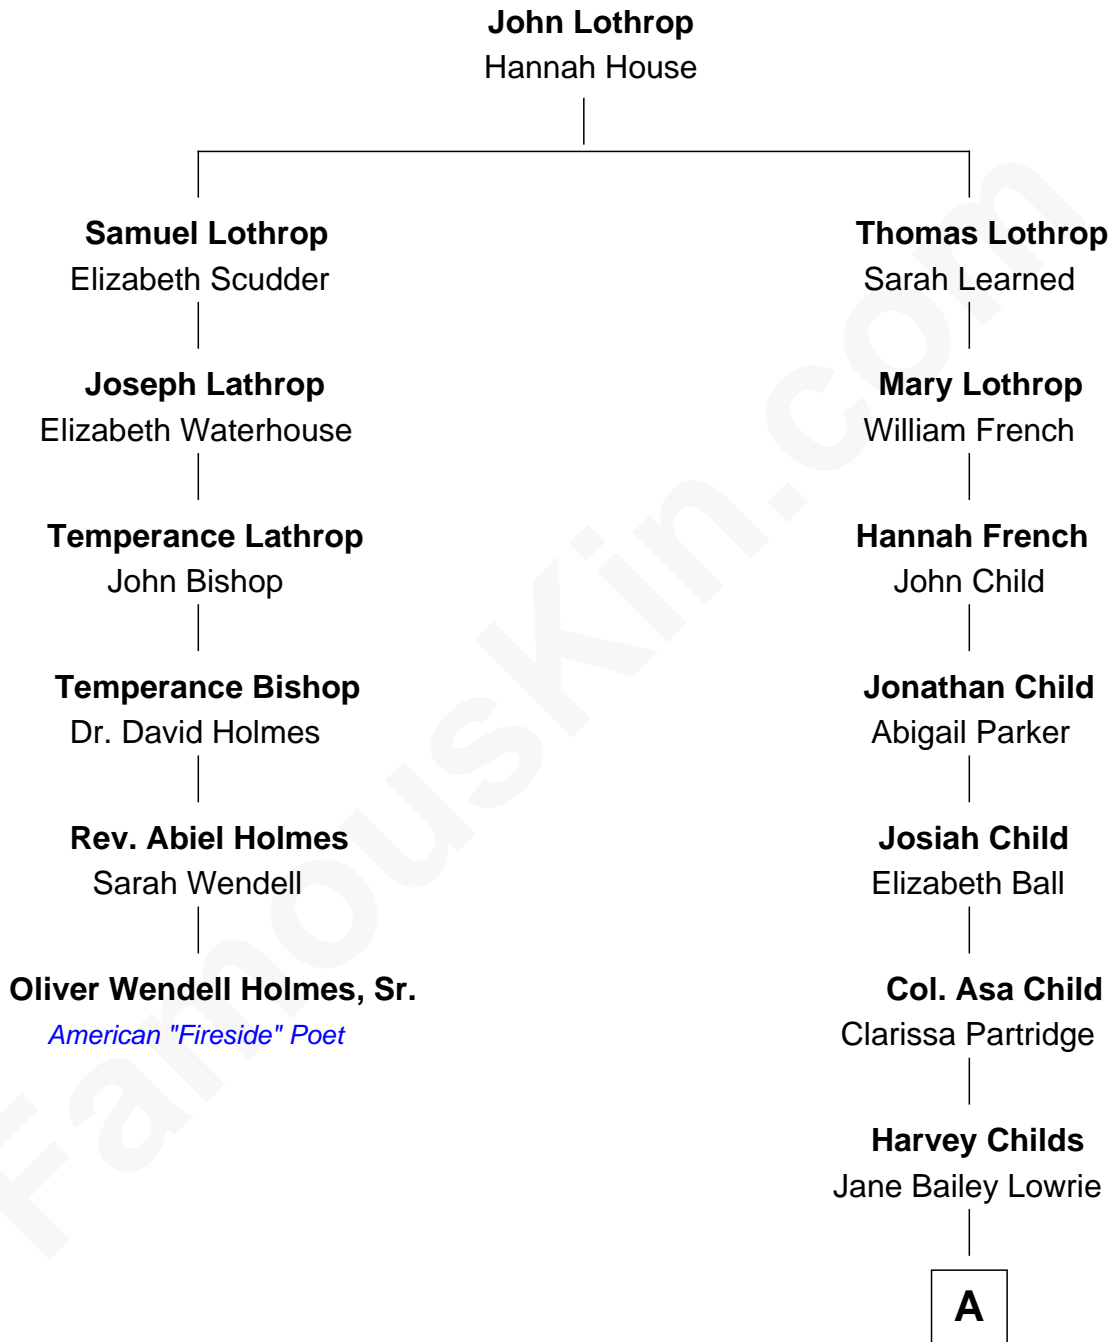 John Lothrop
Hannah House
Samuel Lothrop
Elizabeth Scudder
Thomas Lothrop
Sarah Learned
Joseph Lathrop
Elizabeth Waterhouse
Mary Lothrop
William French
Temperance Lathrop
John Bishop
Hannah French
John Child
Temperance Bishop
Dr. David Holmes
Jonathan Child
Abigail Parker
Rev. Abiel Holmes
Sarah Wendell
Josiah Child
Elizabeth Ball
Oliver Wendell Holmes, Sr.
American "Fireside" Poet
Col. Asa Child
Clarissa Partridge
Harvey Childs
Jane Bailey Lowrie
A
FamousKin.com